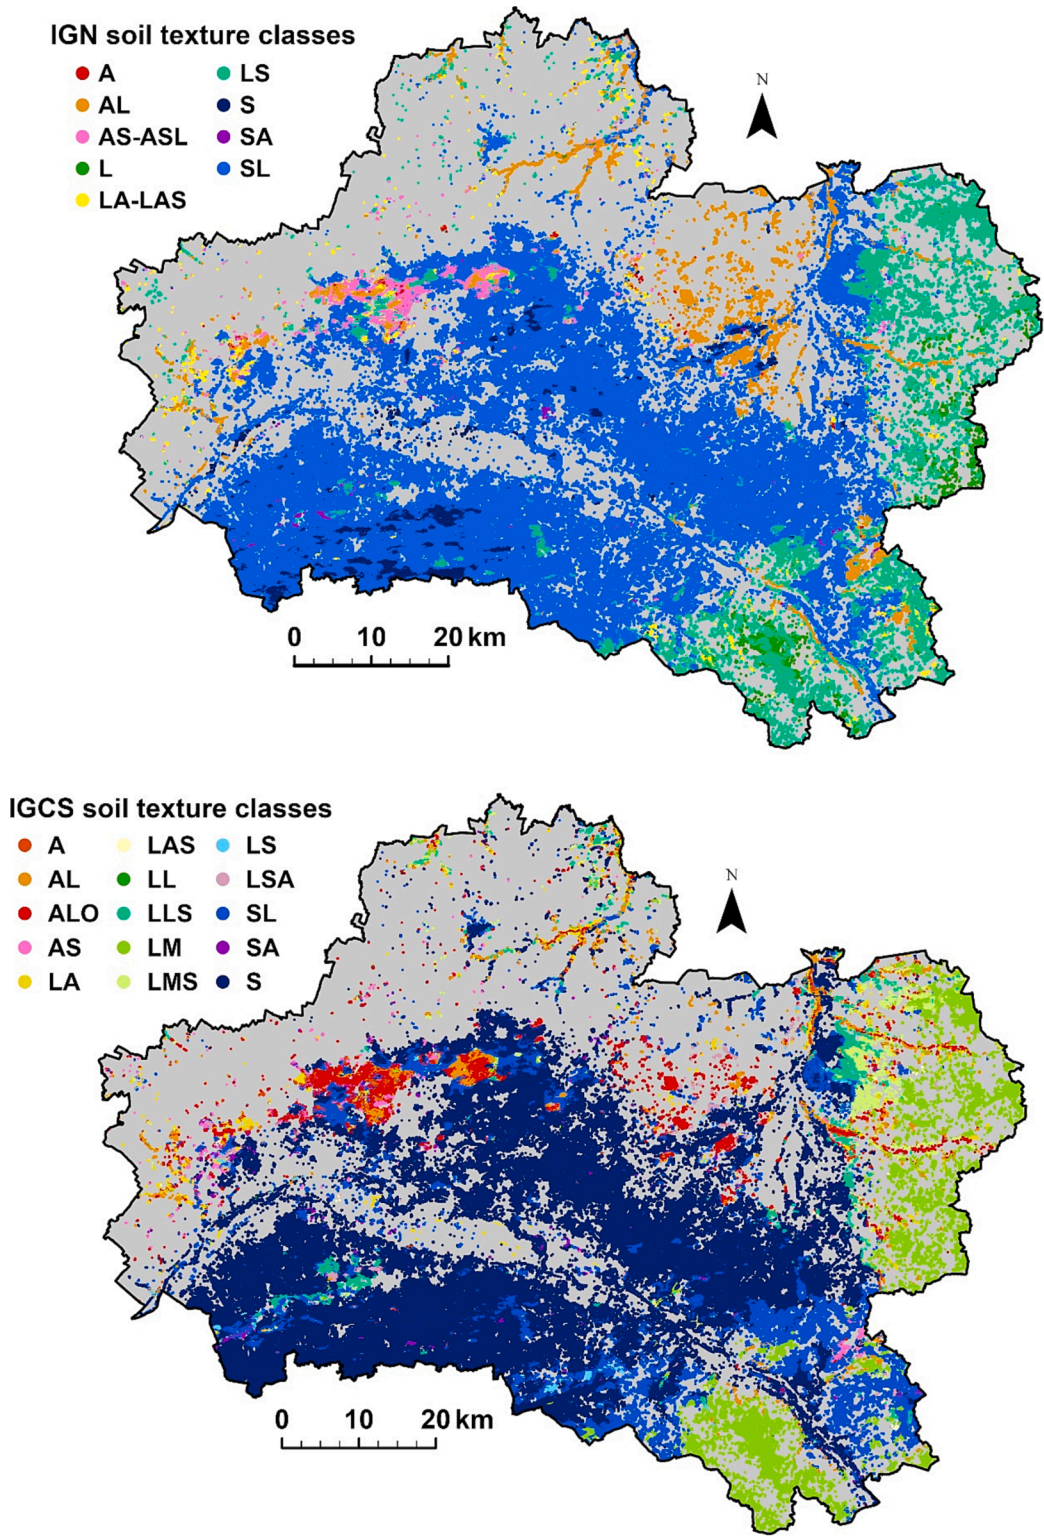 IGN soil texture classes
A LS
AL S
AS-ASL SA
L SL
LA-LAS
N
0 10 20 km
IGCS soil texture classes
A LAS LS
AL LL LSA
ALO LLS SL
AS LM SA
LA LMS S
N
0 10 20 km